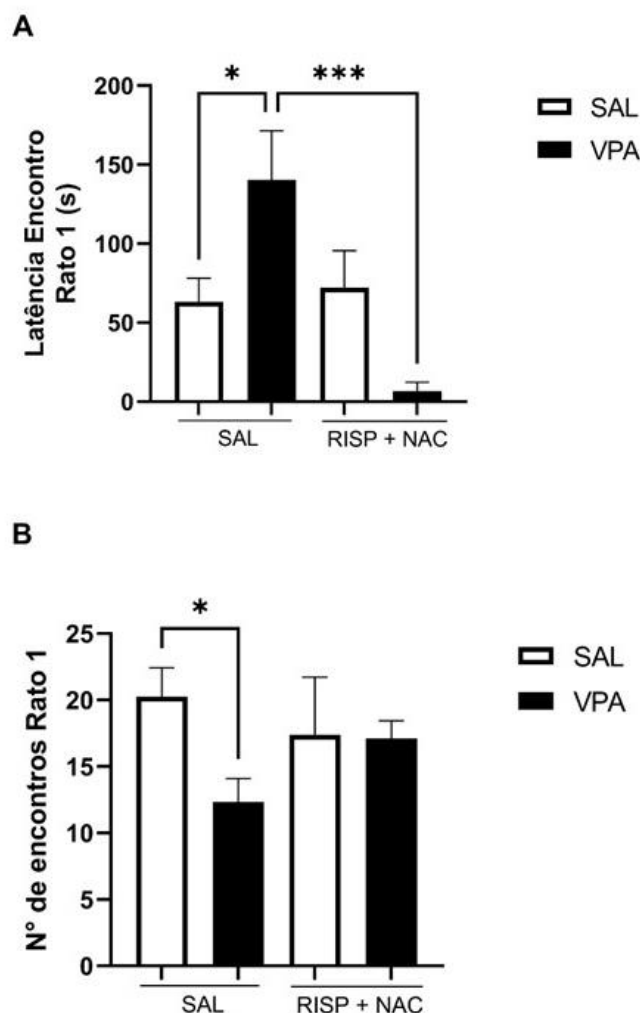 A
* ***
200
150
100
50
0
Latência Encontro
Rato 1 (s)
SAL
VPA
SAL RISP + NAC
B
*
25
20
15
10
5
0
N° de encontros Rato 1
SAL
VPA
SAL RISP + NAC